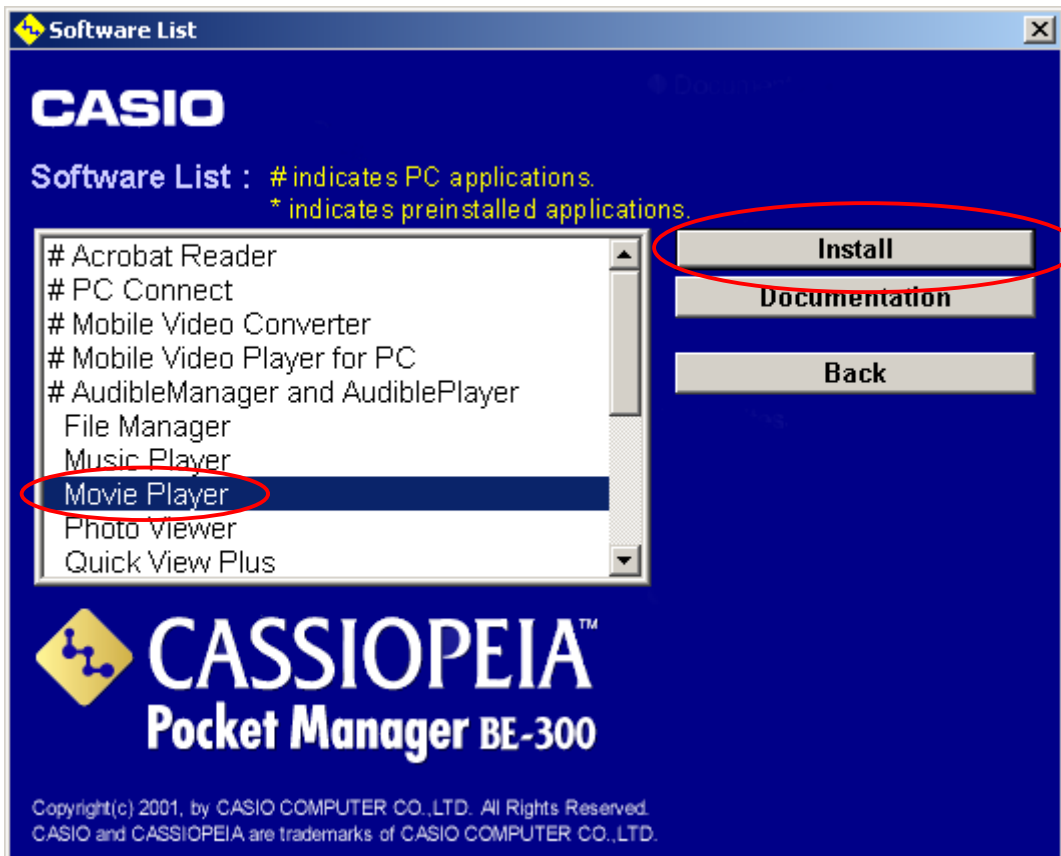 Software List
CASIO
Software List : # indicates PC applications.
* indicates preinstalled applications.
# Acrobat Reader
# PC Connect
# Mobile Video Converter
# Mobile Video Player for PC
# AudibleManager and AudiblePlayer
File Manager
Music Player
Movie Player
Photo Viewer
Quick View Plus
Install
Documentation
Back
CASSIOPEIA™
Pocket Manager BE-300
Copyright(c) 2001, by CASIO COMPUTER CO.,LTD. All Rights Reserved.
CASIO and CASSIOPEIA are trademarks of CASIO COMPUTER CO.,LTD.